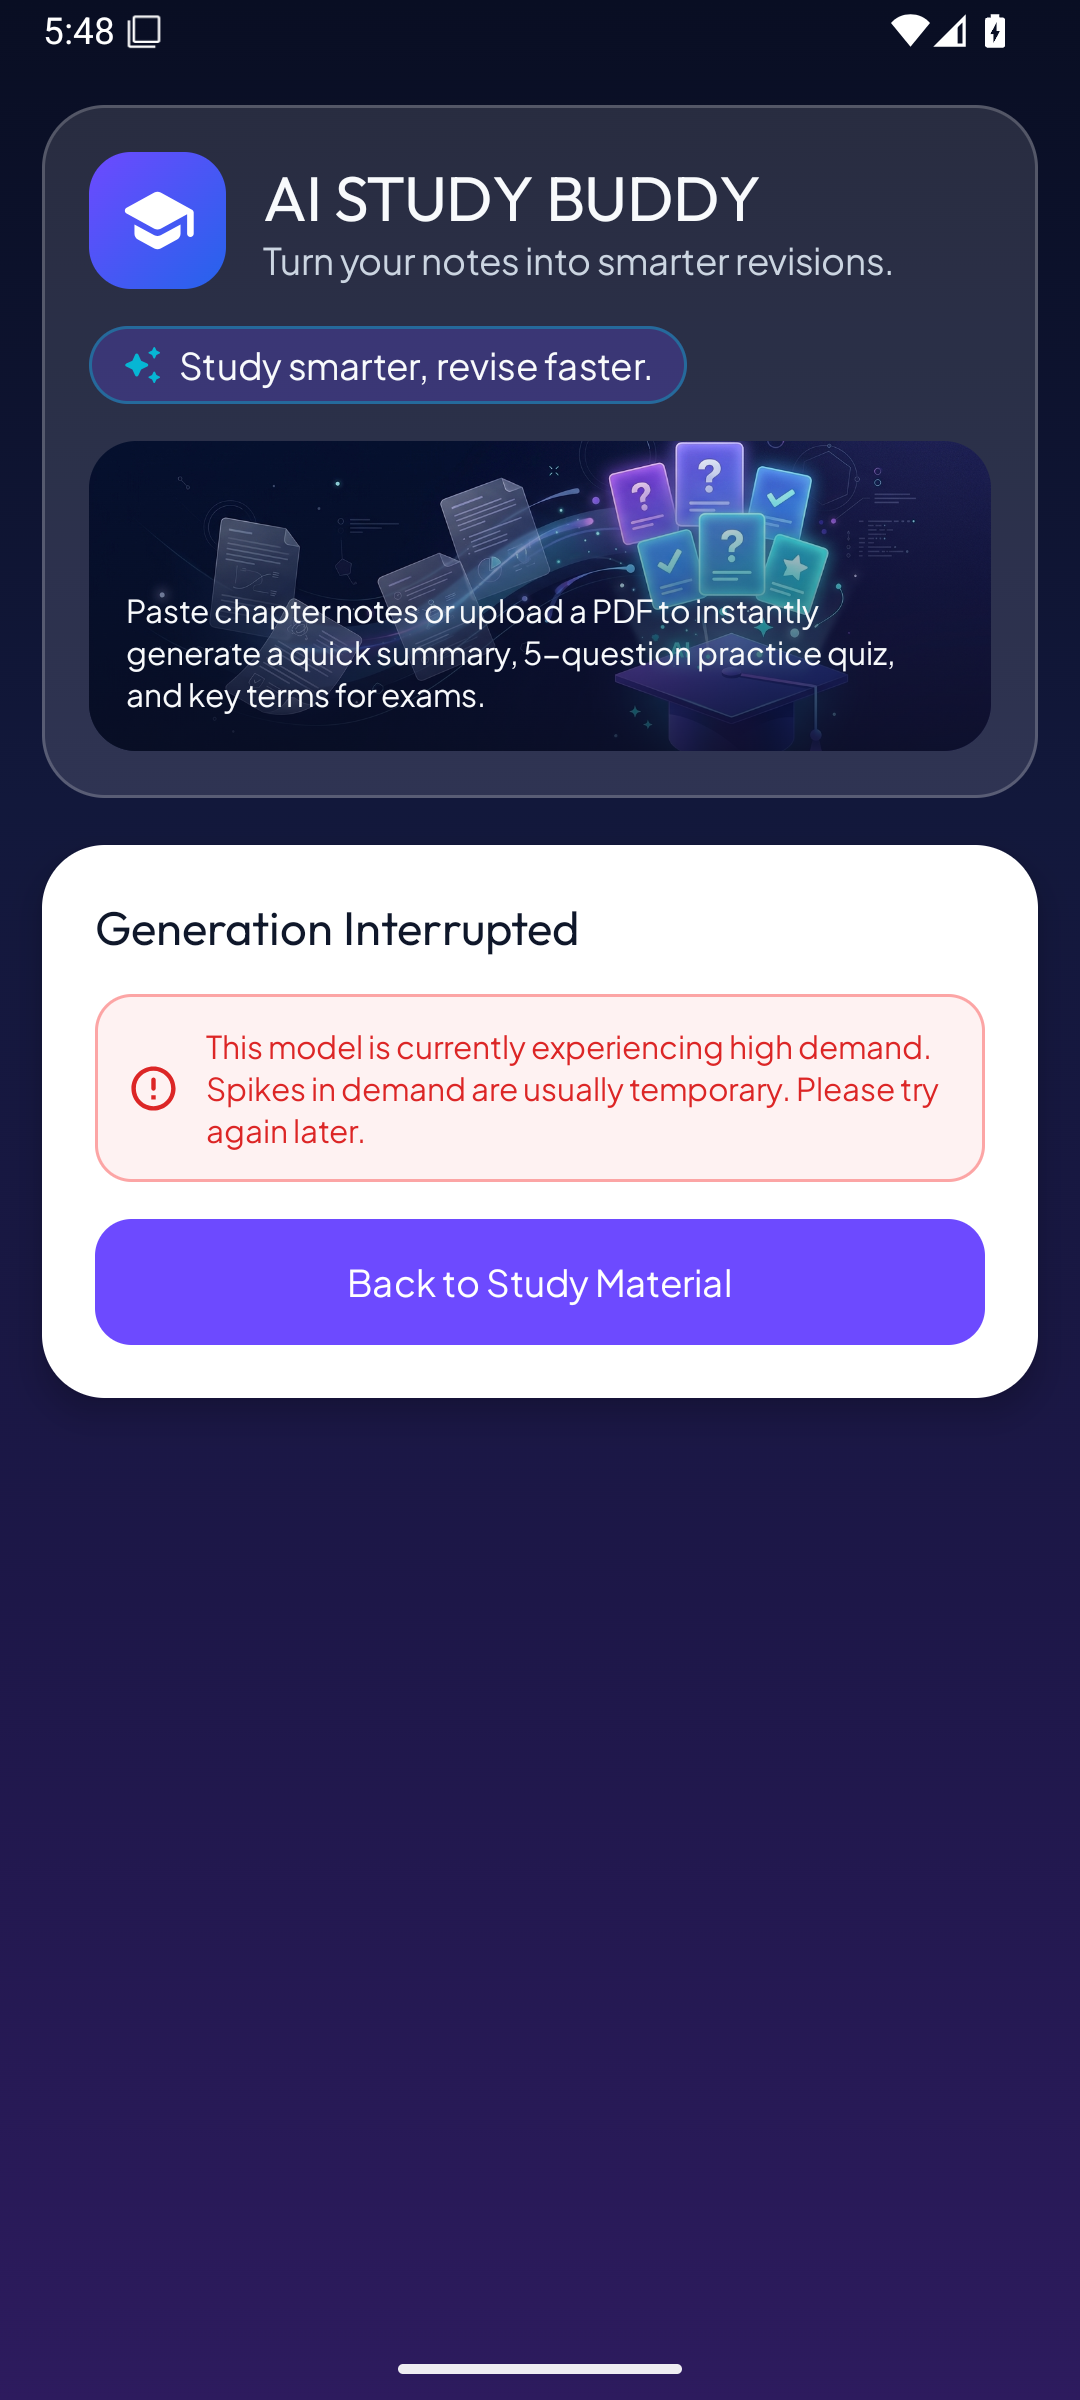 5:48
AI STUDY BUDDY
Turn your notes into smarter revisions.
Study smarter, revise faster.
? ?
?
Paste chapter notes or upload a PDF to instantly
generate a quick summary, 5–question practice quiz,
and key terms for exams.
Generation Interrupted
This model is currently experiencing high demand.
Spikes in demand are usually temporary. Please try
again later.
Back to Study Material